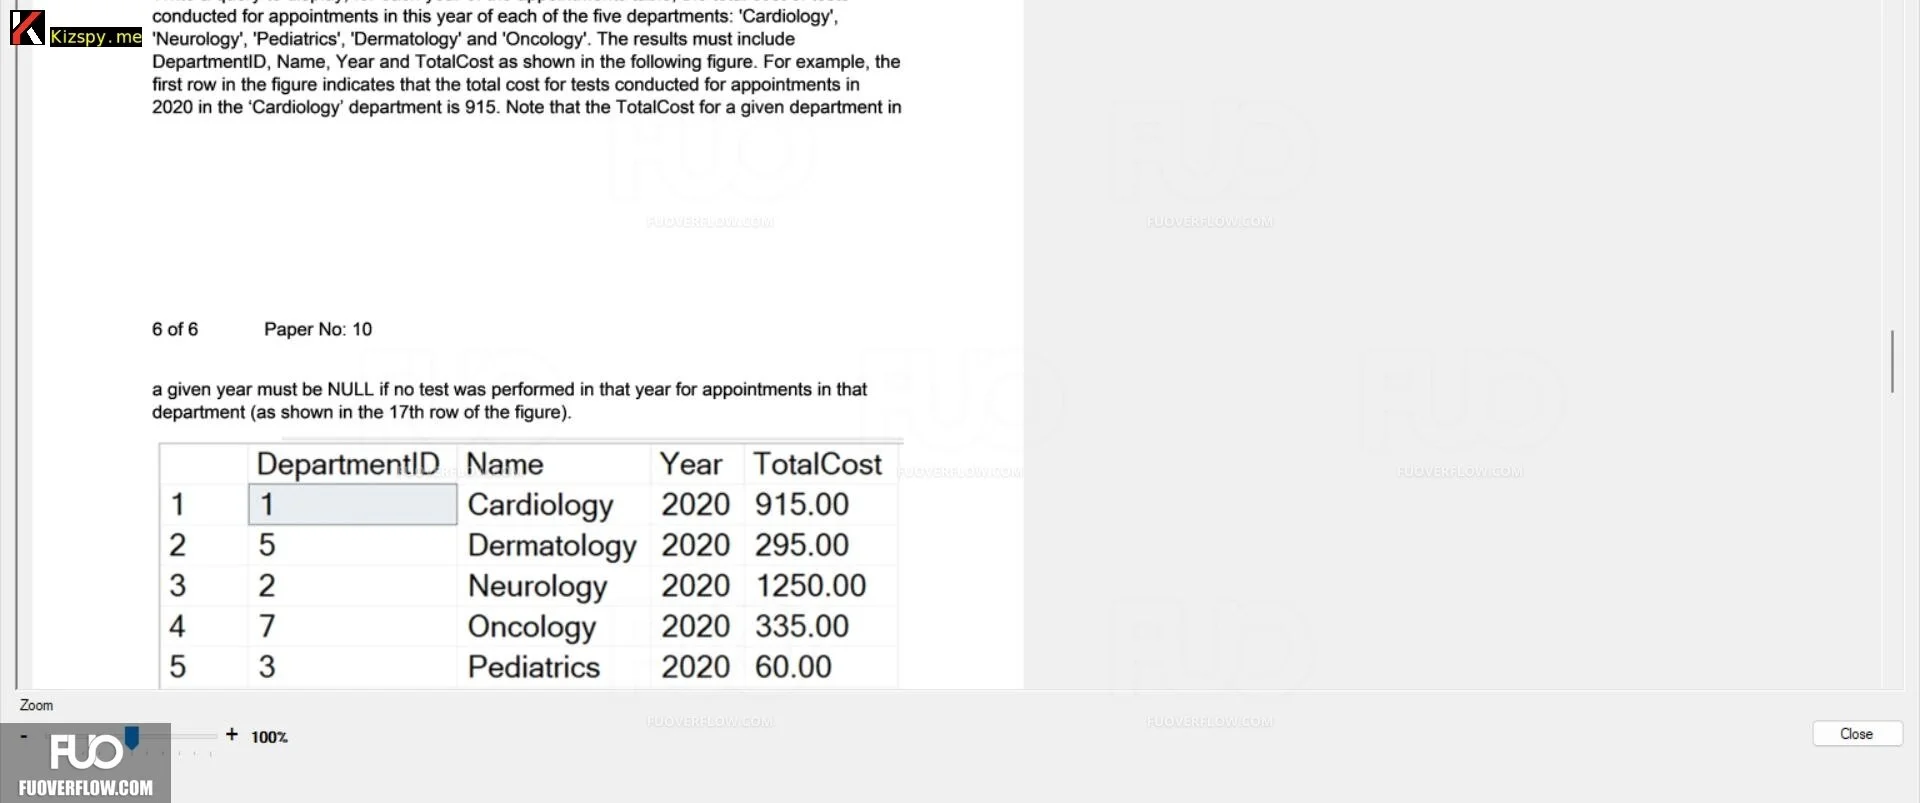 conducted for appointments in this year of each of the five departments: 'Cardiology',
Kizspy.me
'Neurology', 'Pediatrics', 'Dermatology' and 'Oncology'. The results must include
DepartmentID, Name, Year and TotalCost as shown in the following figure. For example, the
first row in the figure indicates that the total cost for tests conducted for appointments in
2020 in the ‘Cardiology’ department is 915. Note that the TotalCost for a given department in
FUO FUO
FUOVERFLOW.COM FUOVERFLOW.COM
6 of 6 Paper No: 10
a given year must be NULL if no test was performed in that year for appointments in that
department (as shown in the 17th row of the figure).
DepartmentID Name Year TotalCost
FUOVERFLOW.COM FUOVERFLOW.COM FUOVERFLOW.COM
1 1 Cardiology 2020 915.00
2 5 Dermatology 2020 295.00
3 2 Neurology 2020 1250.00
4 7 Oncology 2020 335.00
5 3 Pediatrics 2020 60.00
Zoom
FUOVERFLOW.COM FUOVERFLOW.COM
- + 100%
Close
FUO
FUOVERFLOW.COM